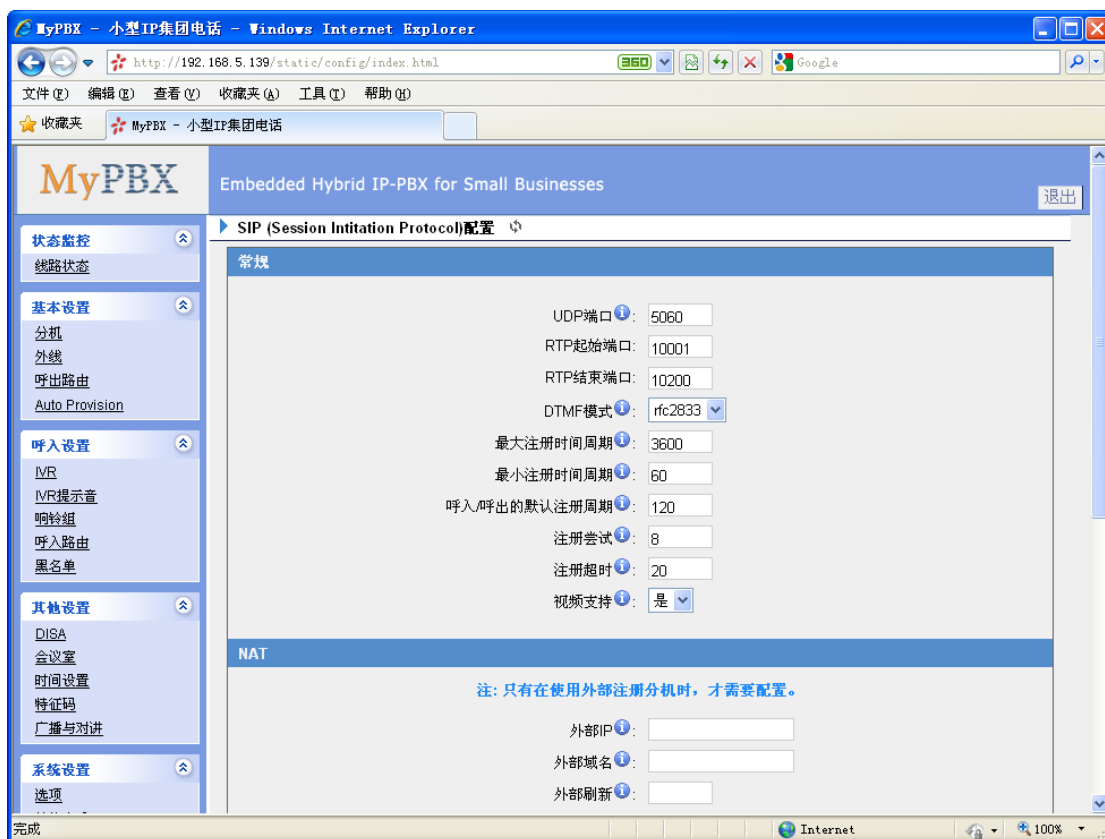 MyPBX - 小型IP集团电话 - Windows Internet Explorer
http://192.168.5.139/static/config/index.html
360
Google
文件(F) 编辑(E) 查看(V) 收藏夹(A) 工具(T) 帮助(H)
收藏夹
MyPBX - 小型IP集团电话
MyPBX
Embedded Hybrid IP-PBX for Small Businesses
退出
状态监控
线路状态
基本设置
分机
外线
呼出路由
Auto Provision
呼入设置
IVR
IVR提示音
响铃组
呼入路由
黑名单
其他设置
DISA
会议室
时间设置
特征码
广播与对讲
系统设置
选项
SIP (Session Intitation Protocol)配置
常规
UDP端口: 5060
RTP起始端口: 10001
RTP结束端口: 10200
DTMF模式: rfc2833
最大注册时间周期: 3600
最小注册时间周期: 60
呼入/呼出的默认注册周期: 120
注册尝试: 8
注册超时: 20
视频支持: 是
NAT
注: 只有在使用外部注册分机时，才需要配置。
外部IP:
外部域名:
外部刷新:
完成
Internet
100%